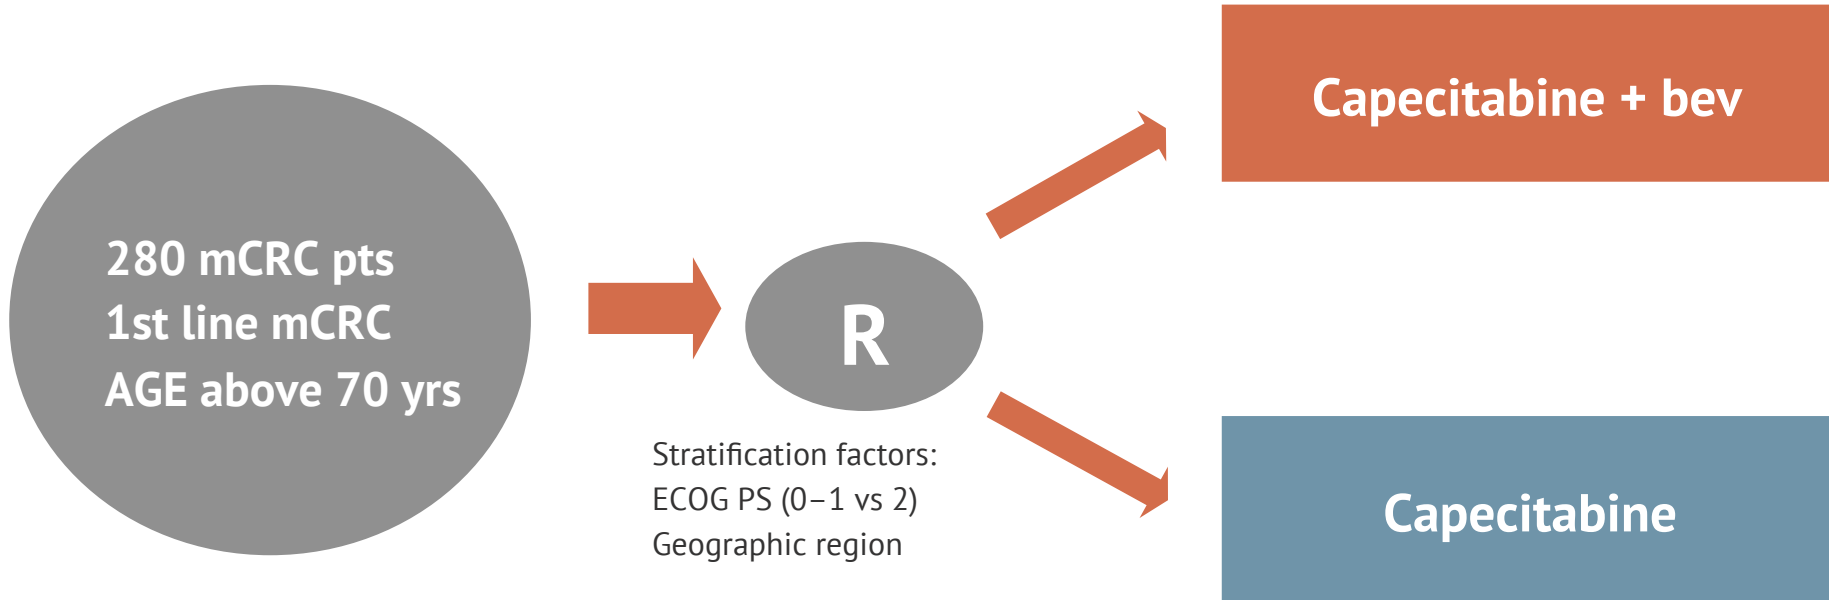 280 mCRC pts
1st line mCRC
AGE above 70 yrs
R
Stratification factors:
ECOG PS (0–1 vs 2)
Geographic region
Capecitabine + bev
Capecitabine